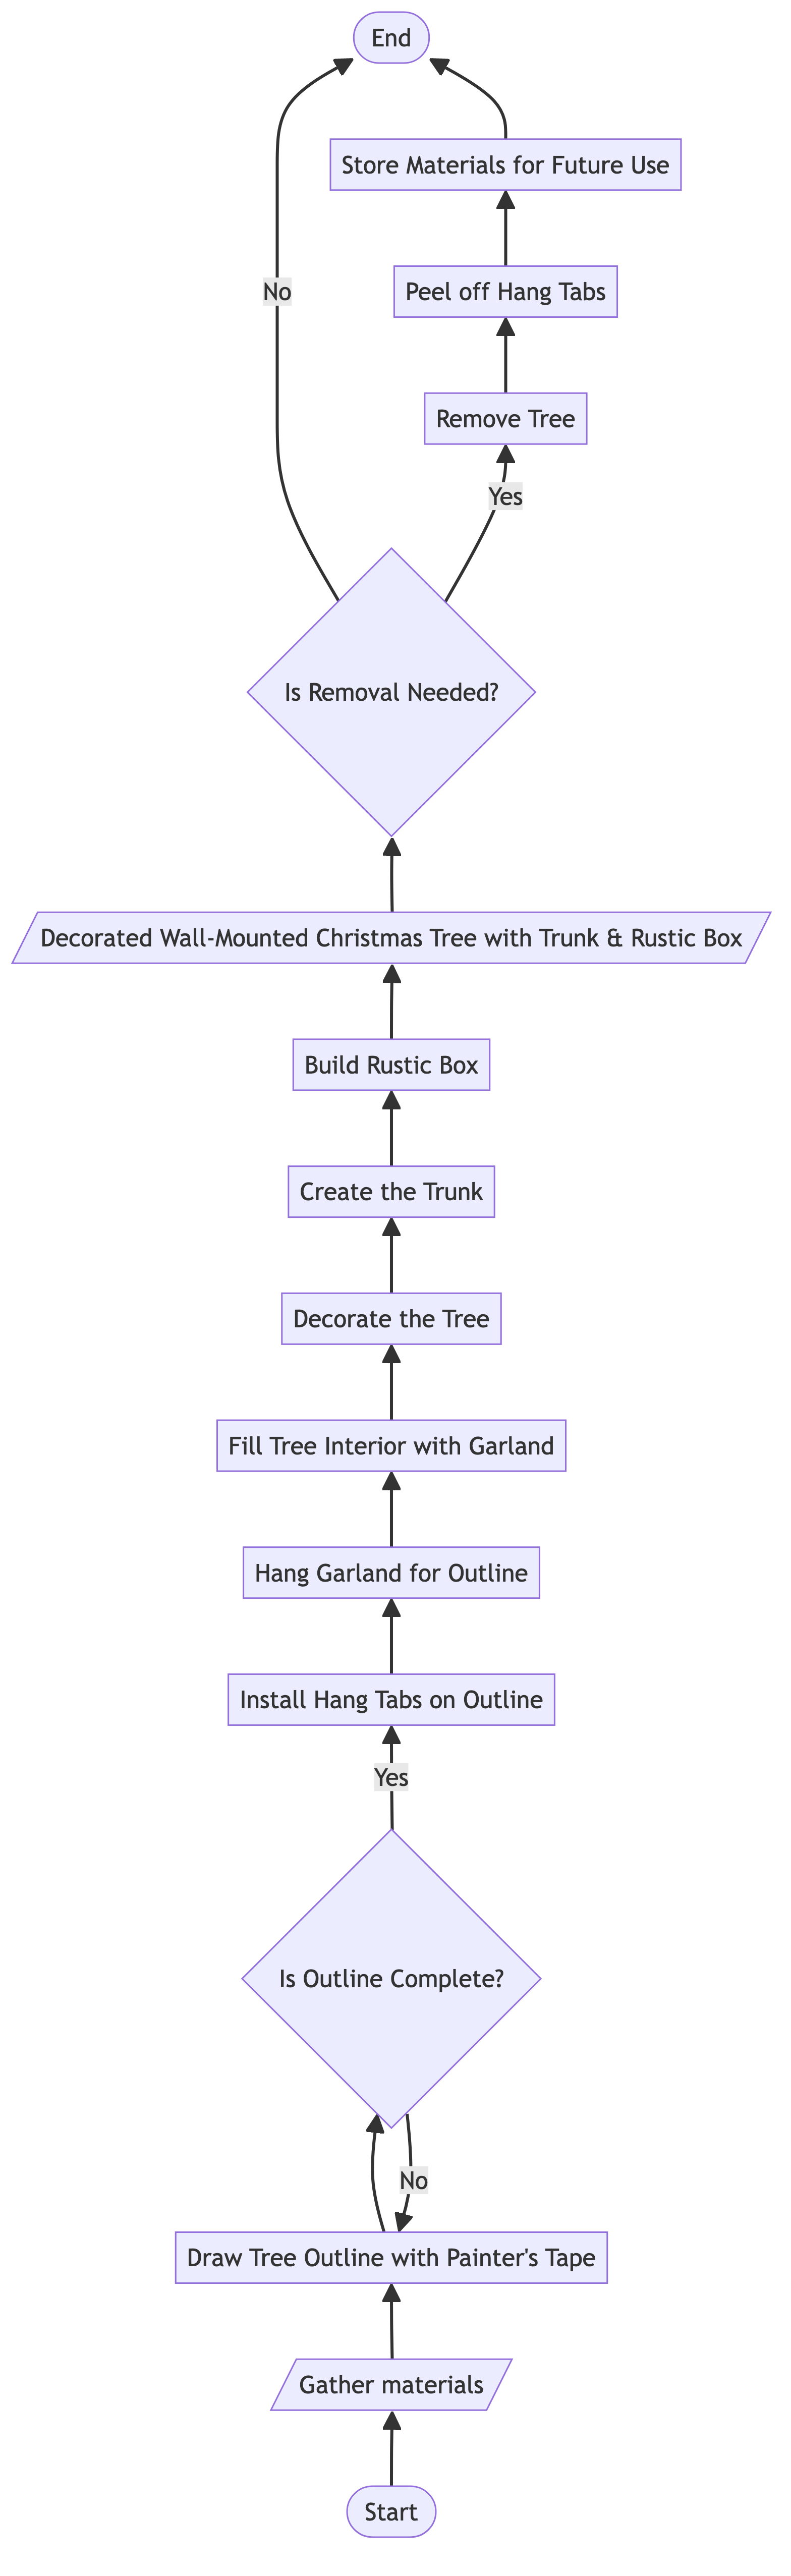 End
Store Materials for Future Use
No
Peel off Hang Tabs
Remove Tree
Yes
Is Removal Needed?
Decorated Wall-Mounted Christmas Tree with Trunk & Rustic Box
Build Rustic Box
Create the Trunk
Decorate the Tree
Fill Tree Interior with Garland
Hang Garland for Outline
Install Hang Tabs on Outline
Yes
Is Outline Complete?
No
Draw Tree Outline with Painter's Tape
Gather materials
Start